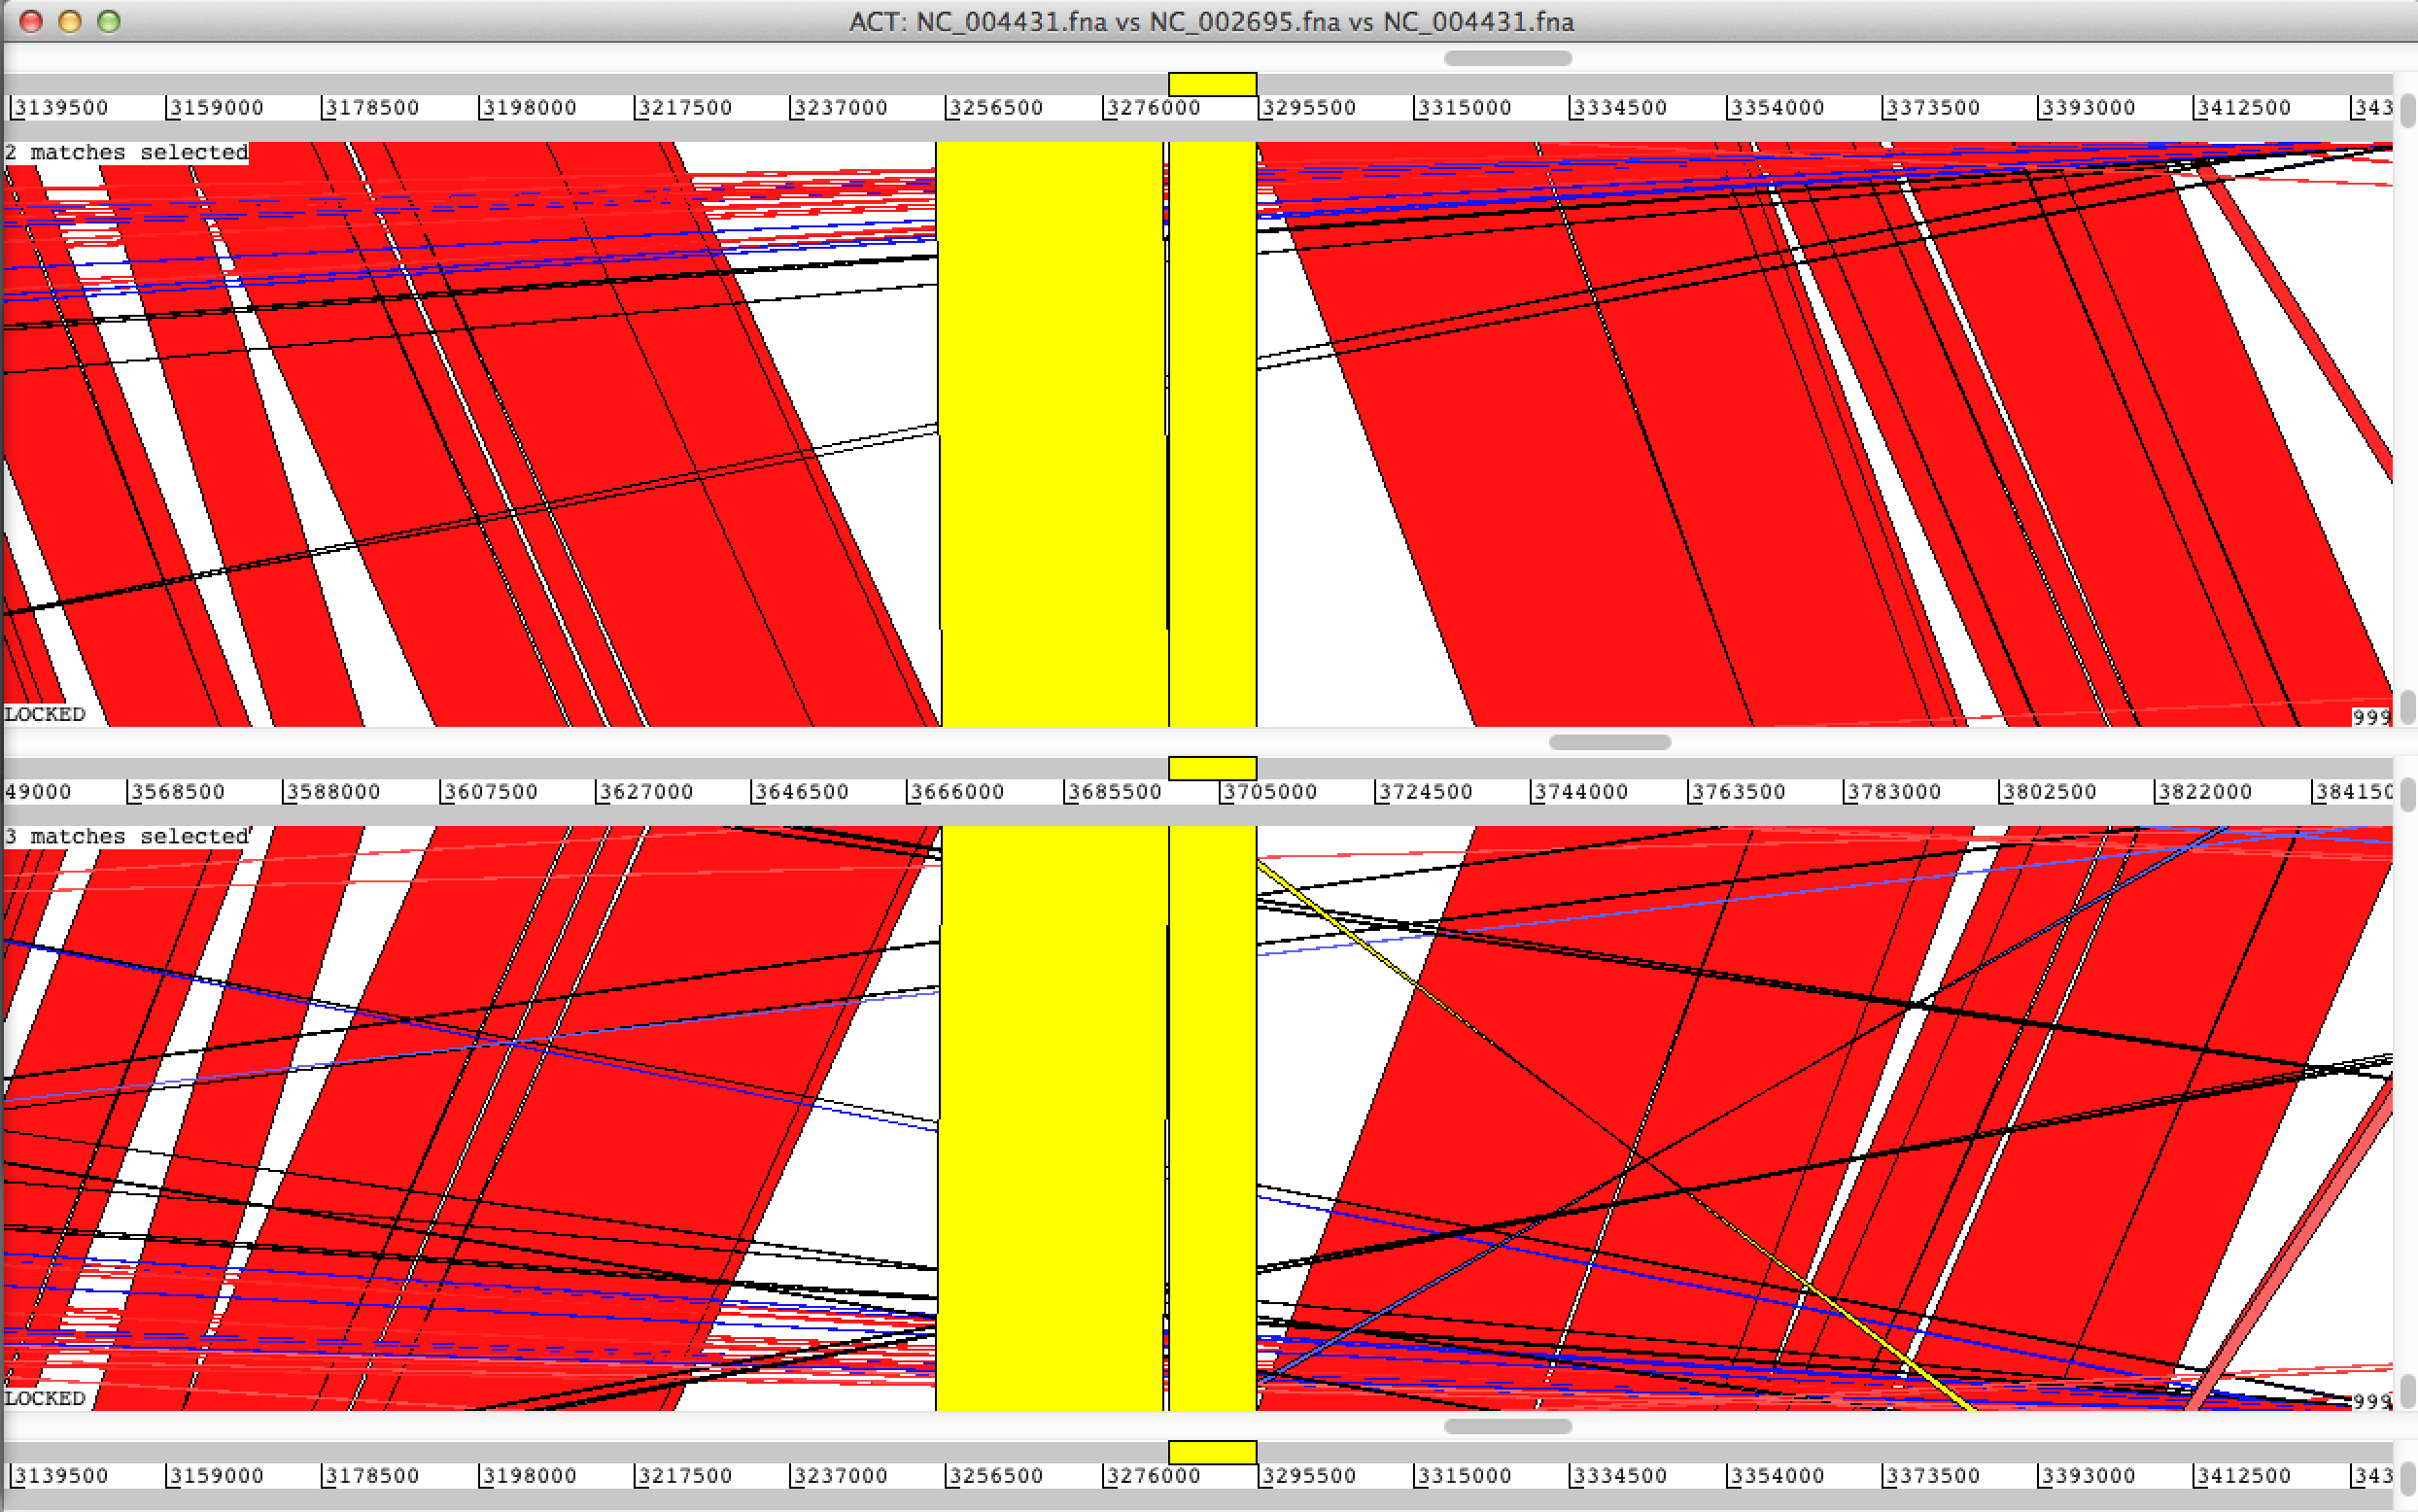 ACT: NC_004431.fna vs NC_002695.fna vs NC_004431.fna
3139500 3159000 3178500 3198000 3217500 3237000 3256500 3276000 3295500 3315000 3334500 3354000 3373500 3393000 3412500 343
2 matches selected
LOCKED 999
49000 3568500 3588000 3607500 3627000 3646500 3666000 3685500 3705000 3724500 3744000 3763500 3783000 3802500 3822000 384150
3 matches selected
LOCKED 999
3139500 3159000 3178500 3198000 3217500 3237000 3256500 3276000 3295500 3315000 3334500 3354000 3373500 3393000 3412500 343